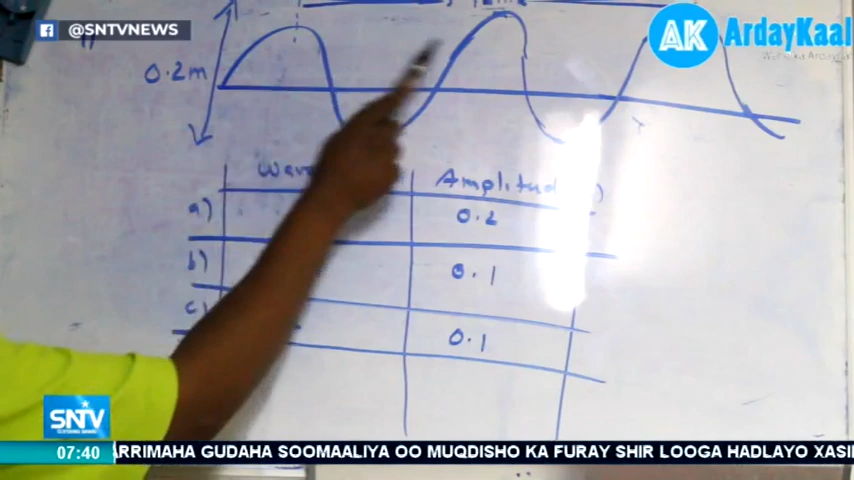 @SNTVNEWS
AK ArdayKaal
0.2m
Amplitud
a) 0.2
b) 0.1
c) 0.1
SNTV
07:40 ARRIMAHA GUDAHA SOOMAALIYA OO MUQDISHO KA FURAY SHIR LOOGA HADLAYO XASI